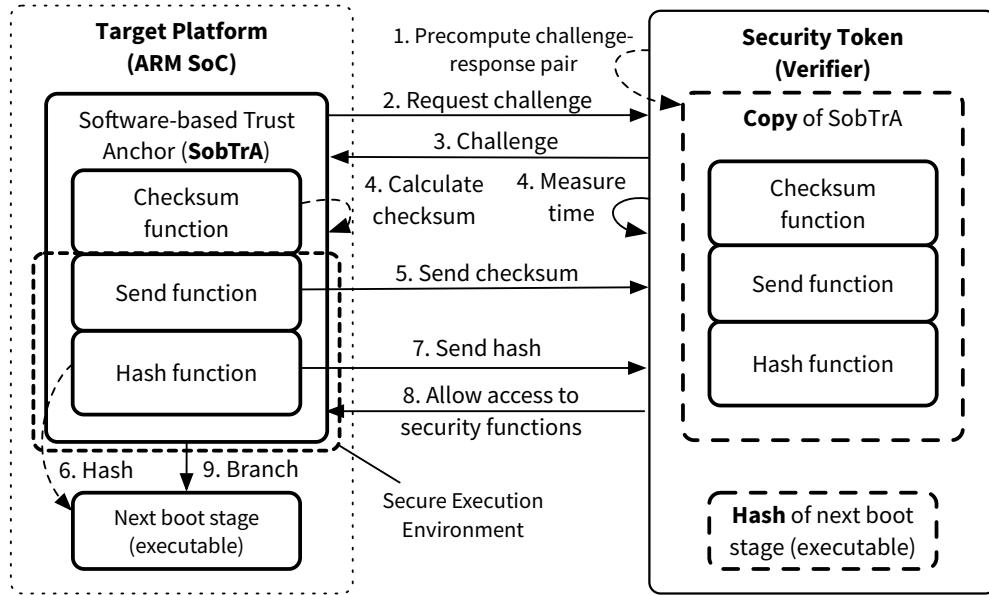 Target Platform
(ARM SoC)
Software-based Trust
Anchor (SobTrA)
Checksum
function
Send function
Hash function
6. Hash
9. Branch
Next boot stage
(executable)
1. Precompute challenge-
response pair
2. Request challenge
3. Challenge
4. Calculate
checksum
4. Measure
time
5. Send checksum
7. Send hash
8. Allow access to
security functions
Secure Execution
Environment
Security Token
(Verifier)
Copy of SobTrA
Checksum
function
Send function
Hash function
Hash of next boot
stage (executable)